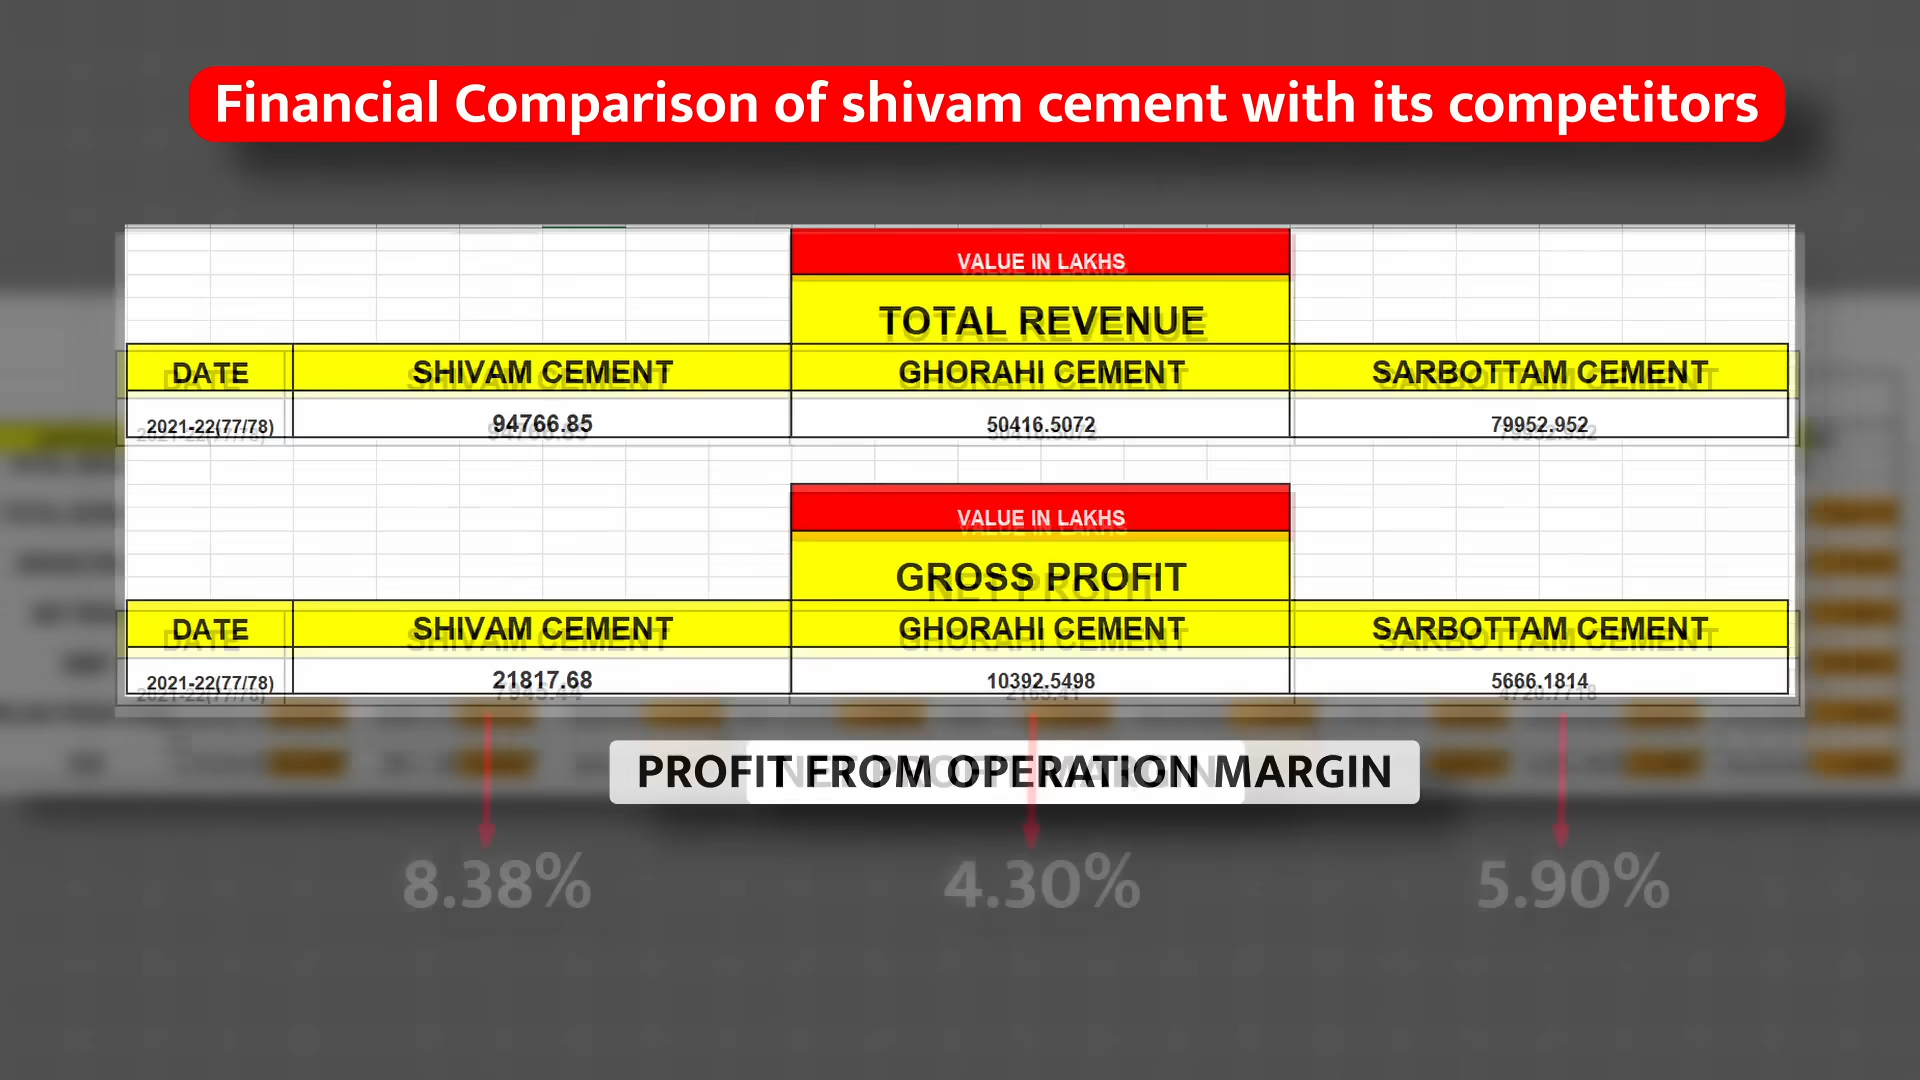 Financial Comparison of shivam cement with its competitors
VALUE IN LAKHS
TOTAL REVENUE
DATE SHIVAM CEMENT GHORAHI CEMENT SARBOTTAM CEMENT
2021-22(77/78) 94766.85 50416.5072 79952.952
VALUE IN LAKHS
GROSS PROFIT
DATE SHIVAM CEMENT GHORAHI CEMENT SARBOTTAM CEMENT
2021-22(77/78) 21817.68 10392.5498 5666.1814
PROFIT FROM OPERATION MARGIN
8.38% 4.30% 5.90%